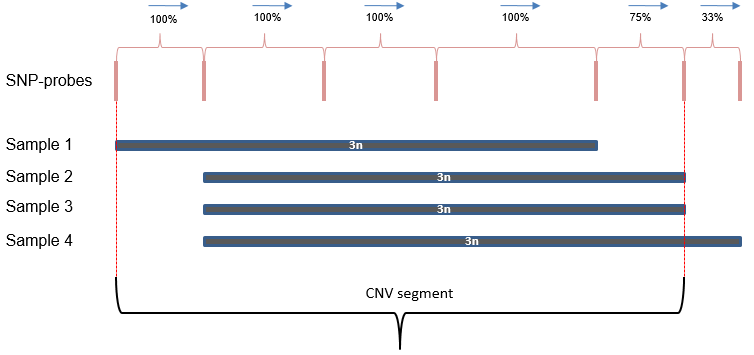 100% 100% 100% 100% 75% 33%
SNP-probes
Sample 1 3n
Sample 2 3n
Sample 3 3n
Sample 4 3n
CNV segment